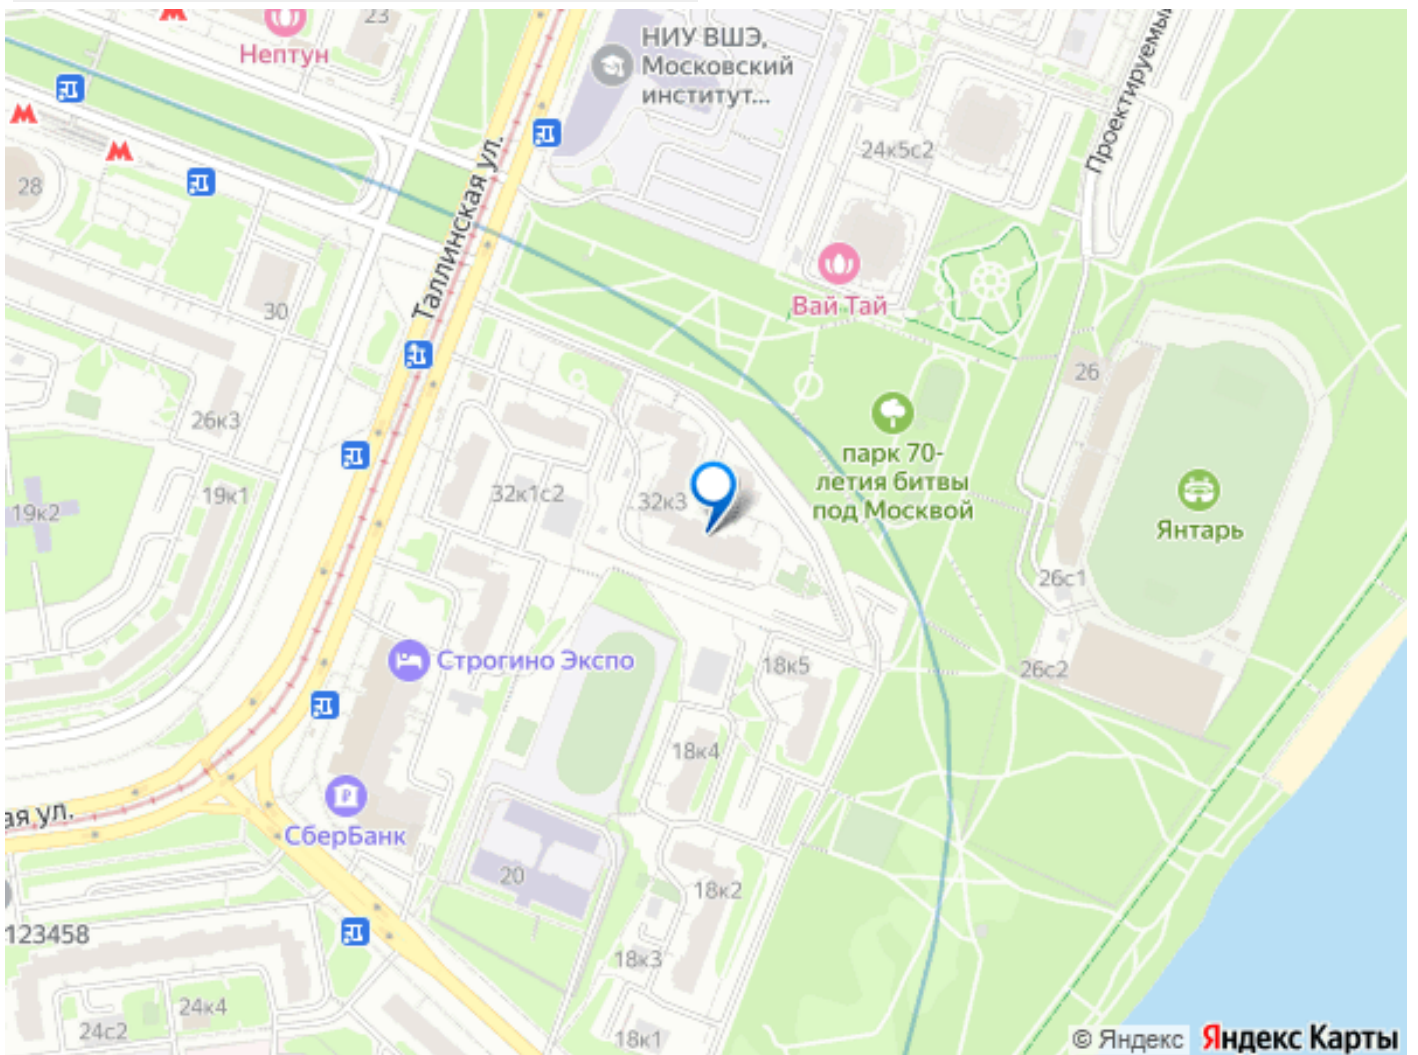 23
Нептун
НИУ ВШЭ,
Московский
институт...
Проектируемы
24к5с2
28
Таллинская ул.
Вай Тай
30
26
26к3
парк 70-
летия битвы
под Москвой
19к1
32к1с2
32к3
19к2
Янтарь
26с1
Строгино Экспо
18к5
26с2
18к4
ая ул.
СберБанк
20
18к2
123458
18к3
24к4
24с2
18к1
© Яндекс Яндекс Карты